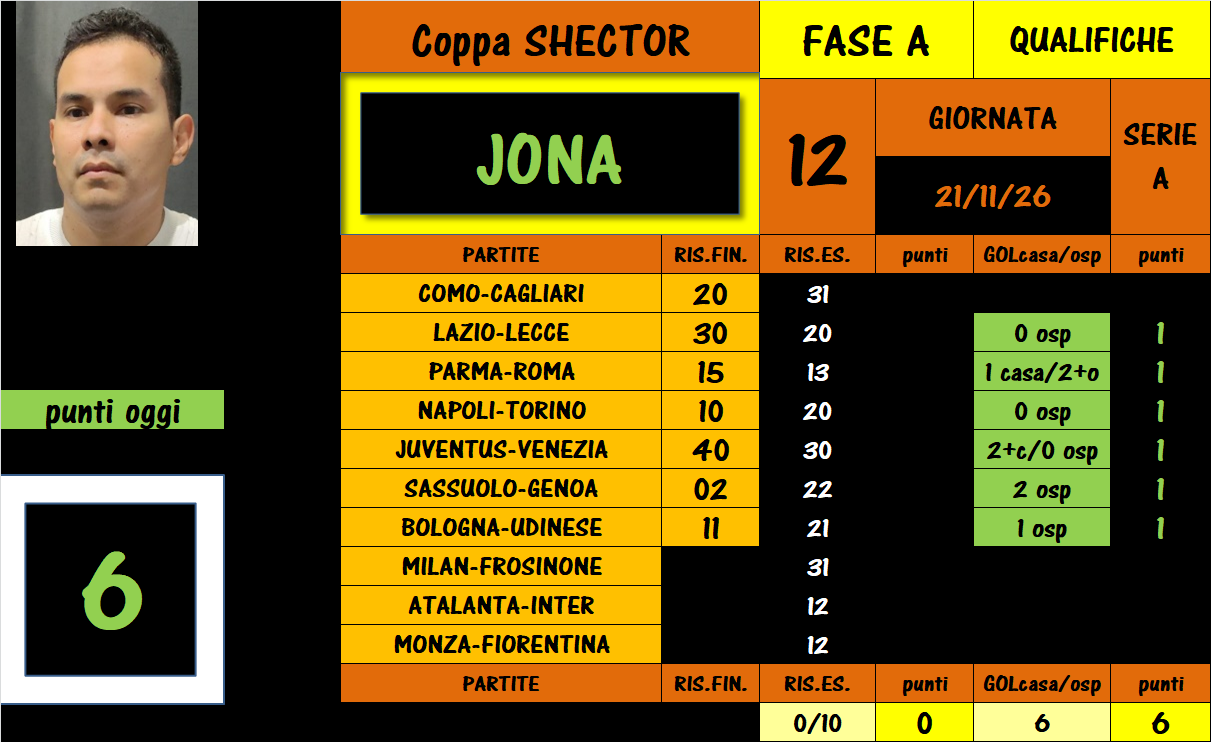 Coppa SHECTOR
FASE A
QUALIFICHE
JONA
12
GIORNATA
21/11/26
SERIE
A
PARTITE RIS.FIN. RIS.ES. punti GOLcasa/osp punti
COMO-CAGLIARI 20 31
LAZIO-LECCE 30 20 0 osp 1
PARMA-ROMA 15 13 1 casa/2+o 1
punti oggi
NAPOLI-TORINO 10 20 0 osp 1
JUVENTUS-VENEZIA 40 30 2+c/0 osp 1
SASSUOLO-GENOA 02 22 2 osp 1
BOLOGNA-UDINESE 11 21 1 osp 1
6
MILAN-FROSINONE 31
ATALANTA-INTER 12
MONZA-FIORENTINA 12
PARTITE RIS.FIN. RIS.ES. punti GOLcasa/osp punti
0/10 0 6 6